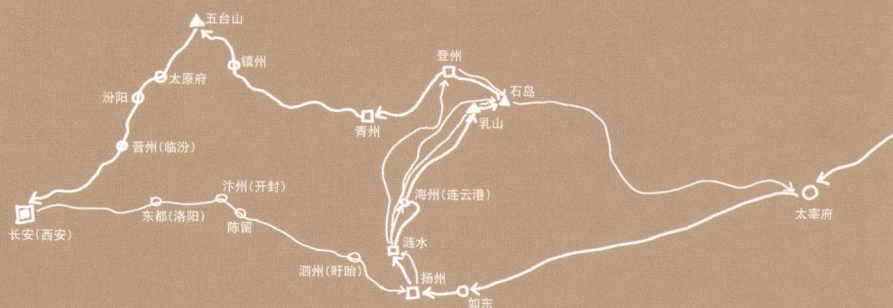 五台山
镇州
太原府
登州
汾阳
石岛
乳山
青州
晋州(临汾)
汴州(开封)
海州(连云港)
太宰府
东都(洛阳)
长安(西安)
陈留
涟水
泗州(盱眙)
扬州
如东